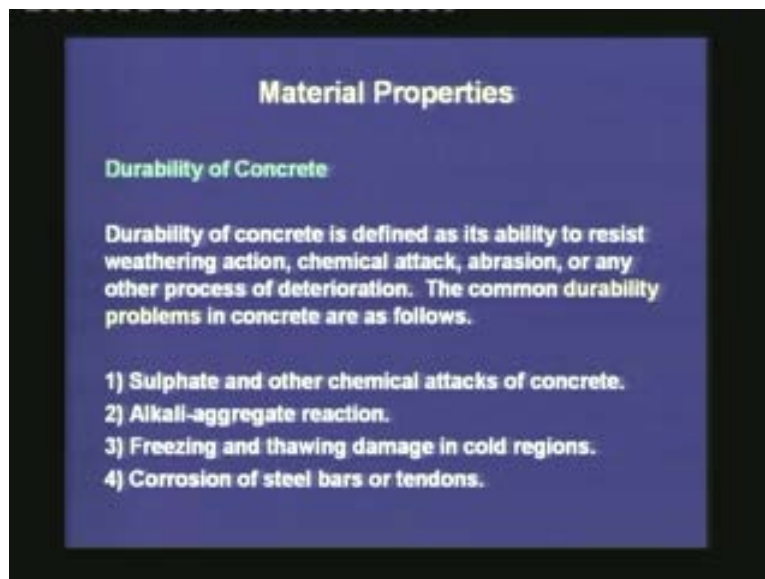 Material Properties
Durability of Concrete
Durability of concrete is defined as its ability to resist
weathering action, chemical attack, abrasion, or any
other process of deterioration. The common durability
problems in concrete are as follows.
1) Sulphate and other chemical attacks of concrete.
2) Alkali-aggregate reaction.
3) Freezing and thawing damage in cold regions.
4) Corrosion of steel bars or tendons.